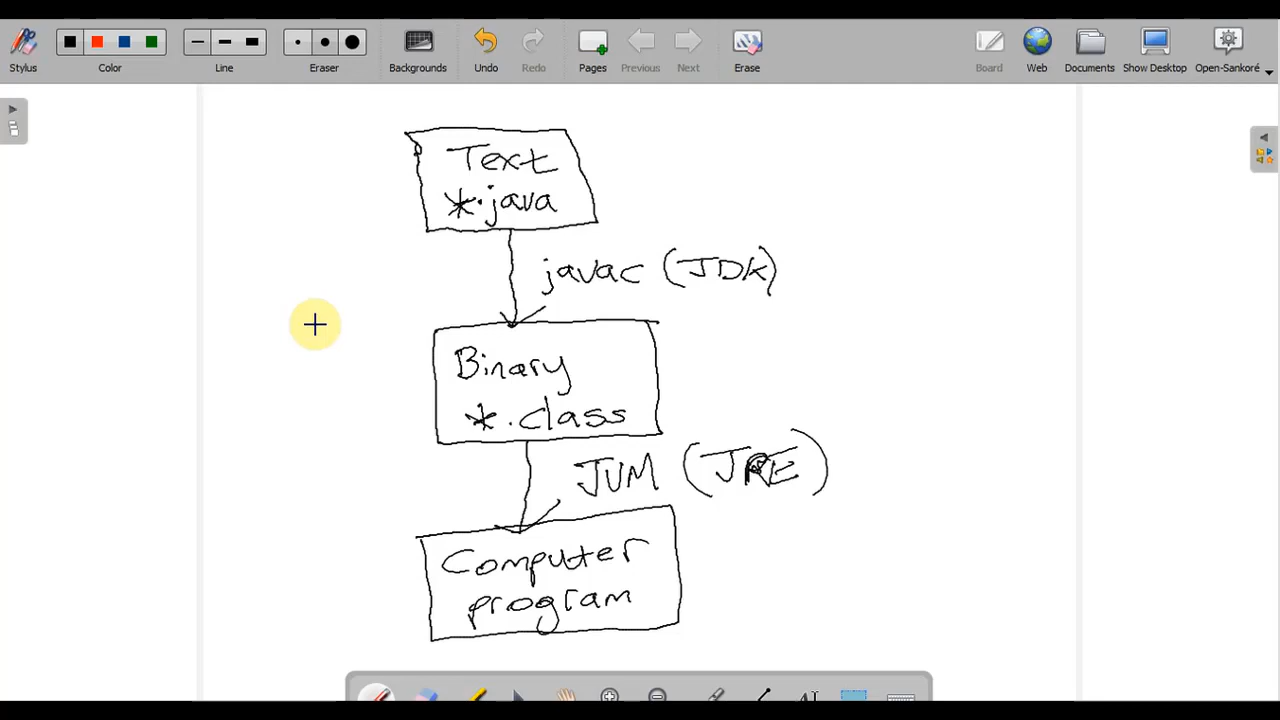 Stylus
Color
Line
Eraser
Backgrounds
Undo
Redo
Pages
Previous
Next
Erase
Board
Web
Documents
Show Desktop
Open-Sankoré
Text
*.java
javac (JDK)
Binary
*.class
JVM (JRE)
Computer
program